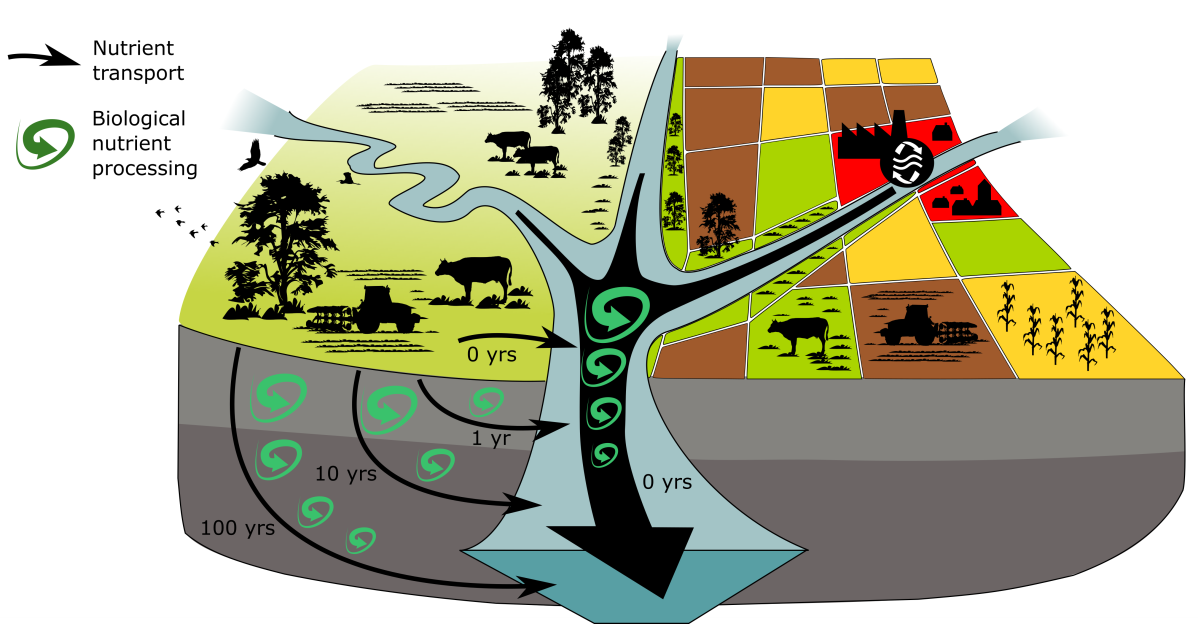 Nutrient
transport
Biological
nutrient
processing
0 yrs
1 yr
10 yrs
0 yrs
100 yrs